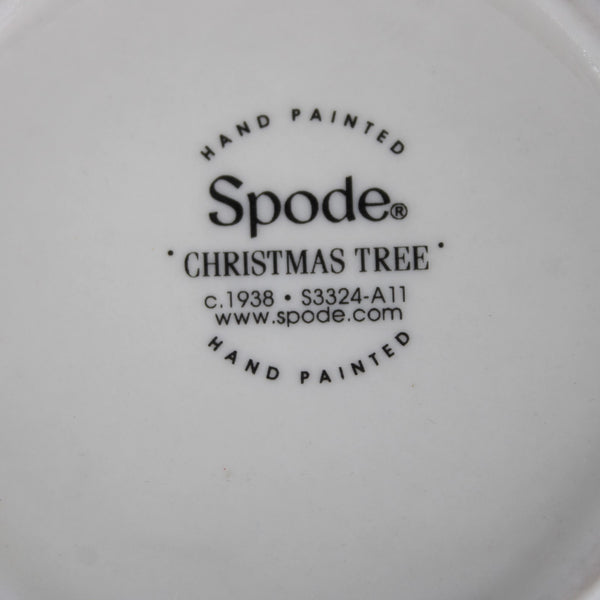 HAND PAINTED
Spode®
· CHRISTMAS TREE ·
c.1938 • S3324-A11
www.spode.com
HAND PAINTED